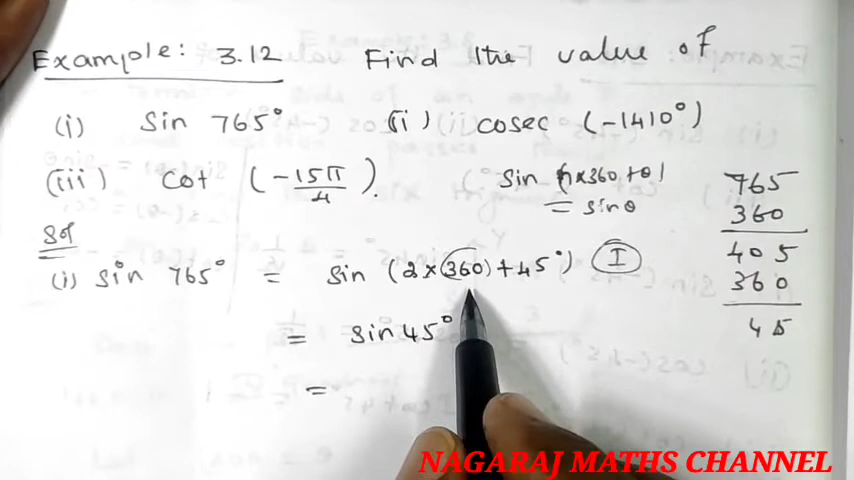 Example: 3.12 Find the value of
(i) Sin 765° (ii) cosec (-1410°)
(iii) Cot (-15π/4).
Sin (n×360+θ)
= sinθ
765
360
405
360
45
Sol
(i) sin 765° = sin (2×360)+45°) I
= sin45°
=
NAGARAJ MATHS CHANNEL